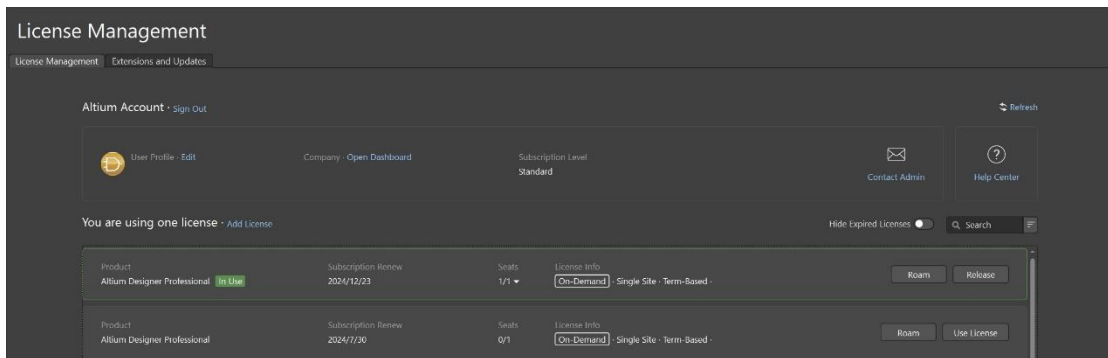 License Management
License Management Extensions and Updates
Altium Account · Sign Out Refresh
User Profile · Edit Company · Open Dashboard Subscription Level
Standard
Contact Admin Help Center
You are using one license · Add License Hide Expired Licenses Search
Product Subscription Renew Seats License Info
Altium Designer Professional In Use 2024/12/23 1/1 On-Demand · Single Site · Term-Based · Roam Release
Product Subscription Renew Seats License Info
Altium Designer Professional 2024/7/30 0/1 On-Demand · Single Site · Term-Based · Roam Use License